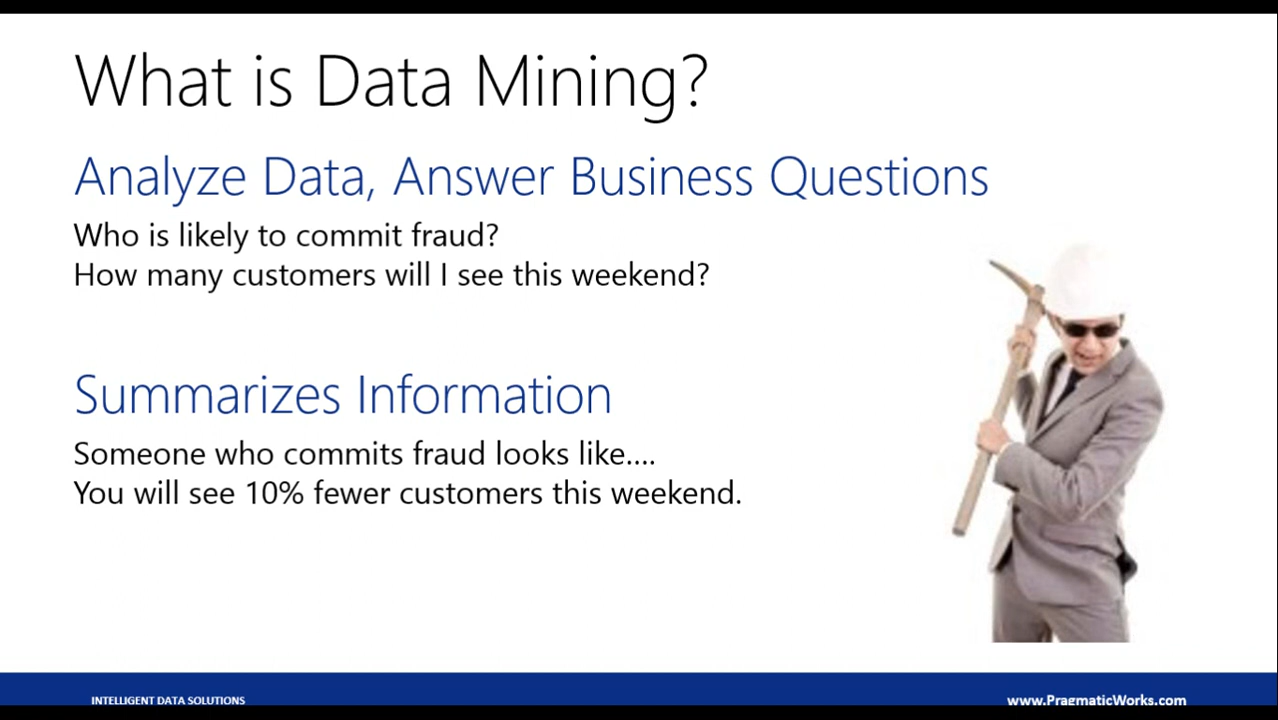 What is Data Mining?
Analyze Data, Answer Business Questions
Who is likely to commit fraud?
How many customers will I see this weekend?
Summarizes Information
Someone who commits fraud looks like....
You will see 10% fewer customers this weekend.
INTELLIGENT DATA SOLUTIONS
www.PragmaticWorks.com